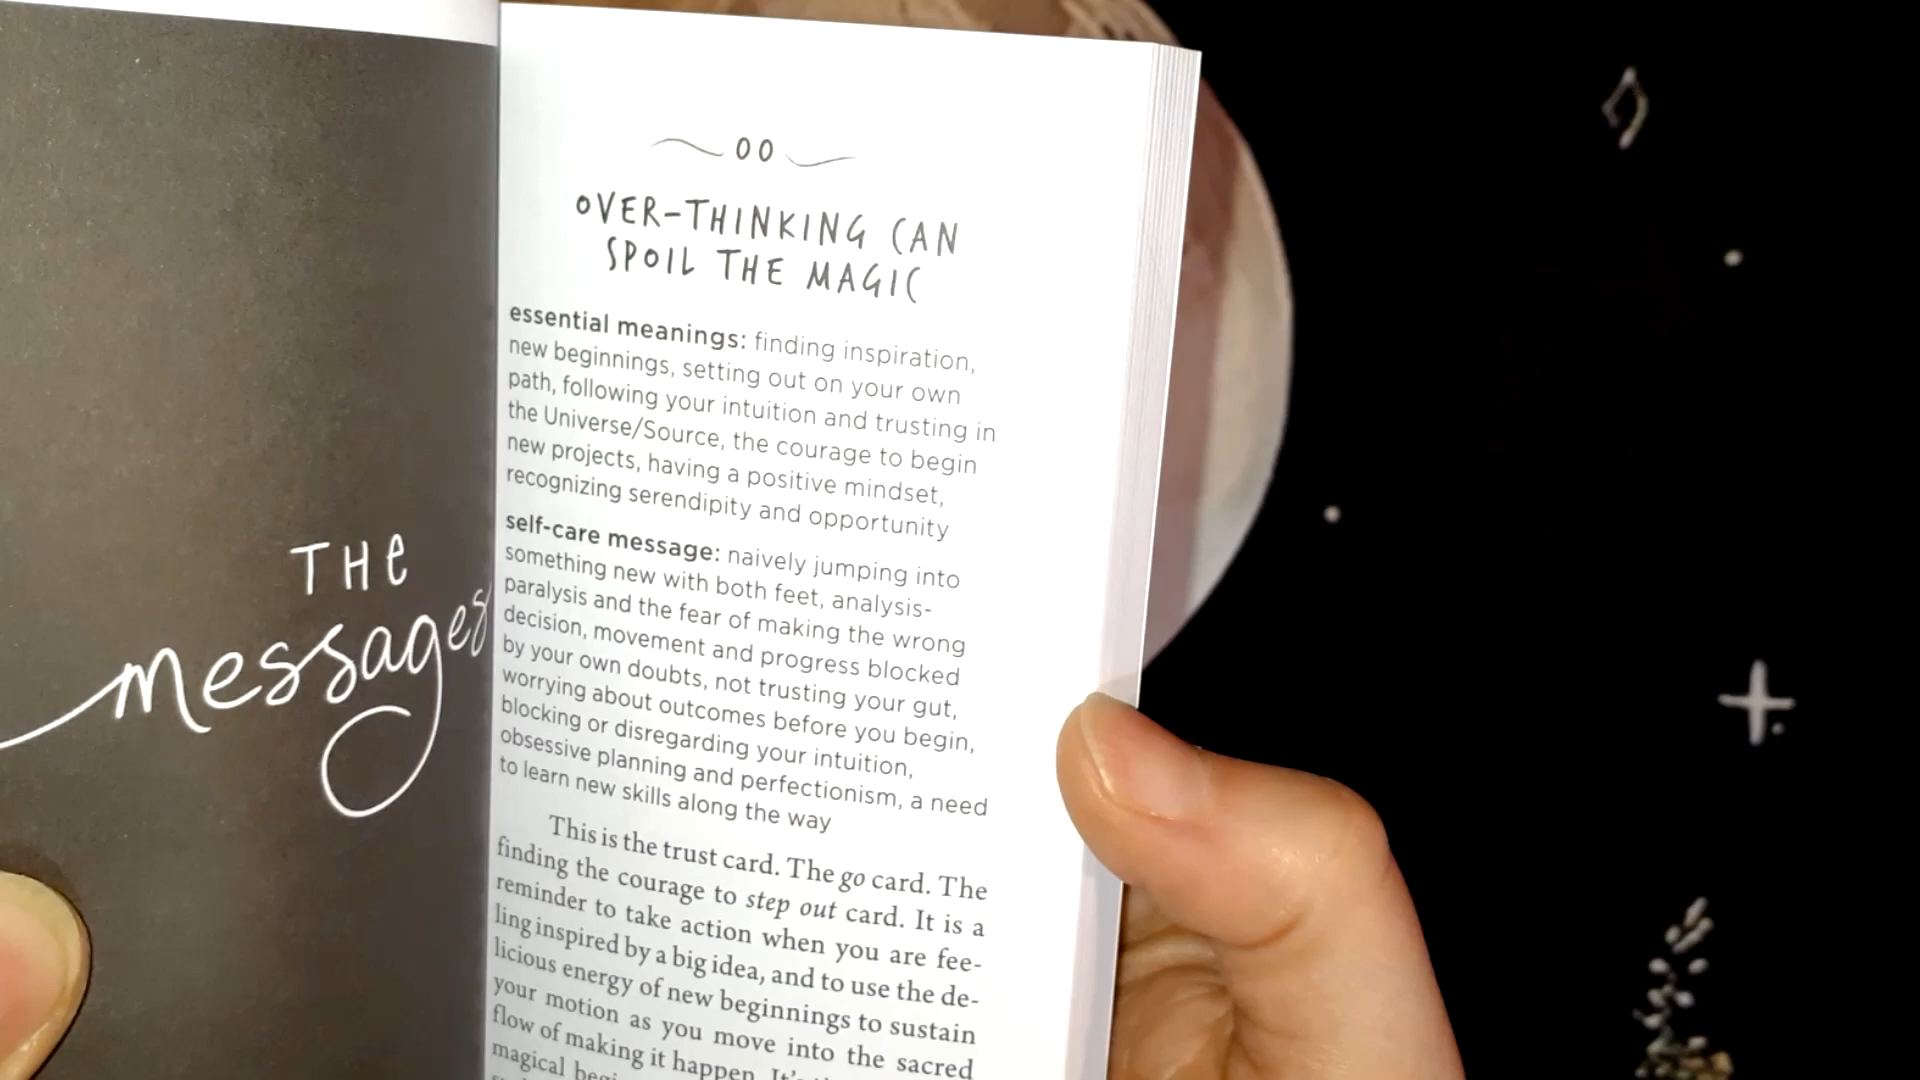 THE
messages
00
OVER-THINKING CAN
SPOIL THE MAGIC
essential meanings: finding inspiration,
new beginnings, setting out on your own
path, following your intuition and trusting in
the Universe/Source, the courage to begin
new projects, having a positive mindset,
recognizing serendipity and opportunity
self-care message: naively jumping into
something new with both feet, analysis-
paralysis and the fear of making the wrong
decision, movement and progress blocked
by your own doubts, not trusting your gut,
worrying about outcomes before you begin,
blocking or disregarding your intuition,
obsessive planning and perfectionism, a need
to learn new skills along the way
This is the trust card. The go card. The
finding the courage to step out card. It is a
reminder to take action when you are fee-
ling inspired by a big idea, and to use the de-
licious energy of new beginnings to sustain
your motion as you move into the sacred
flow of making it happen. It's
magical